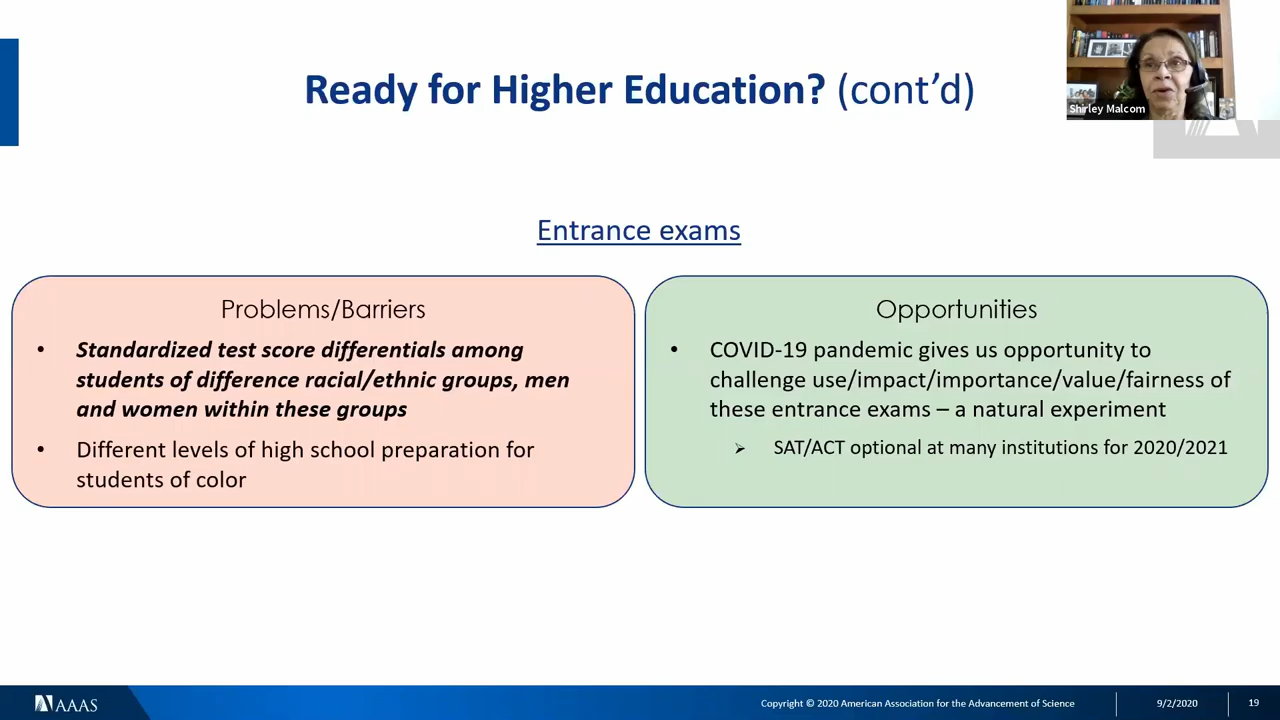 Ready for Higher Education? (cont’d)
Shirley Malcom
Entrance exams
Problems/Barriers
• Standardized test score differentials among
students of difference racial/ethnic groups, men
and women within these groups
• Different levels of high school preparation for
students of color
Opportunities
• COVID-19 pandemic gives us opportunity to
challenge use/impact/importance/value/fairness of
these entrance exams – a natural experiment
➢ SAT/ACT optional at many institutions for 2020/2021
AAAS
Copyright © 2020 American Association for the Advancement of Science
9/2/2020
19